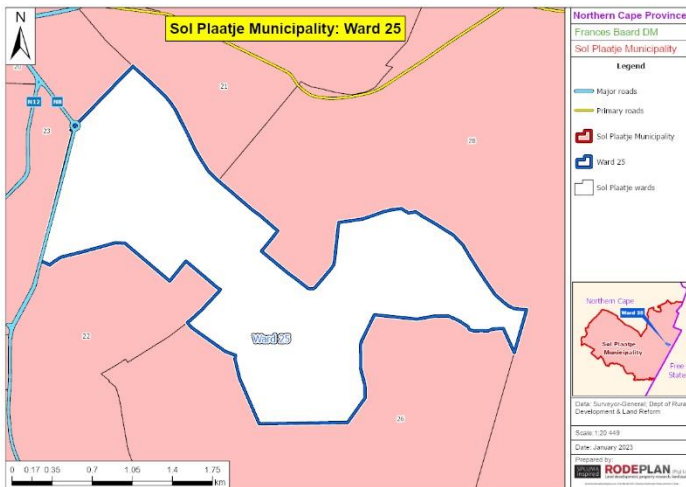 N
Sol Plaatje Municipality: Ward 25
N12
N8
21
23
28
22
Ward 25
26
0 0.17 0.35 0.7 1.05 1.4 1.75
km
Northern Cape Province
Frances Baard DM
Sol Plaatje Municipality
Legend
Major roads
Primary roads
Sol Plaatje Municipality
Ward 25
Sol Plaatje wards
Northern Cape
Sol Plaatje
Municipality
Free
State
Data: Surveyor-General; Dept of Rural
Development & Land Reform
Scale: 1:20 449
Date: January 2023
Prepared by:
RODEPLAN